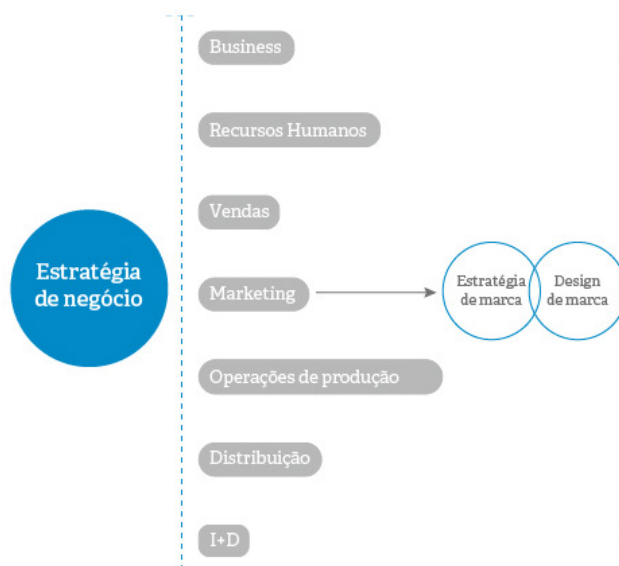 Business
Recursos Humanos
Vendas
Estratégia
de negócio
Marketing
Estratégia
de marca
Design
de marca
Operações de produção
Distribuição
I+D